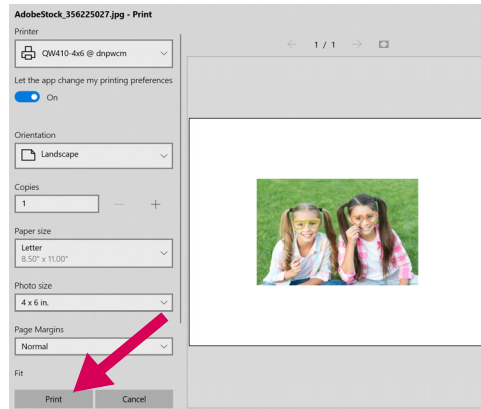 AdobeStock_356225027.jpg - Print
Printer
QW410-4x6 @ dnpwcm
1 / 1
Let the app change my printing preferences
On
Orientation
Landscape
Copies
1
Paper size
Letter
8.50" x 11.00"
Photo size
4 x 6 in.
Page Margins
Normal
Fit
Print Cancel